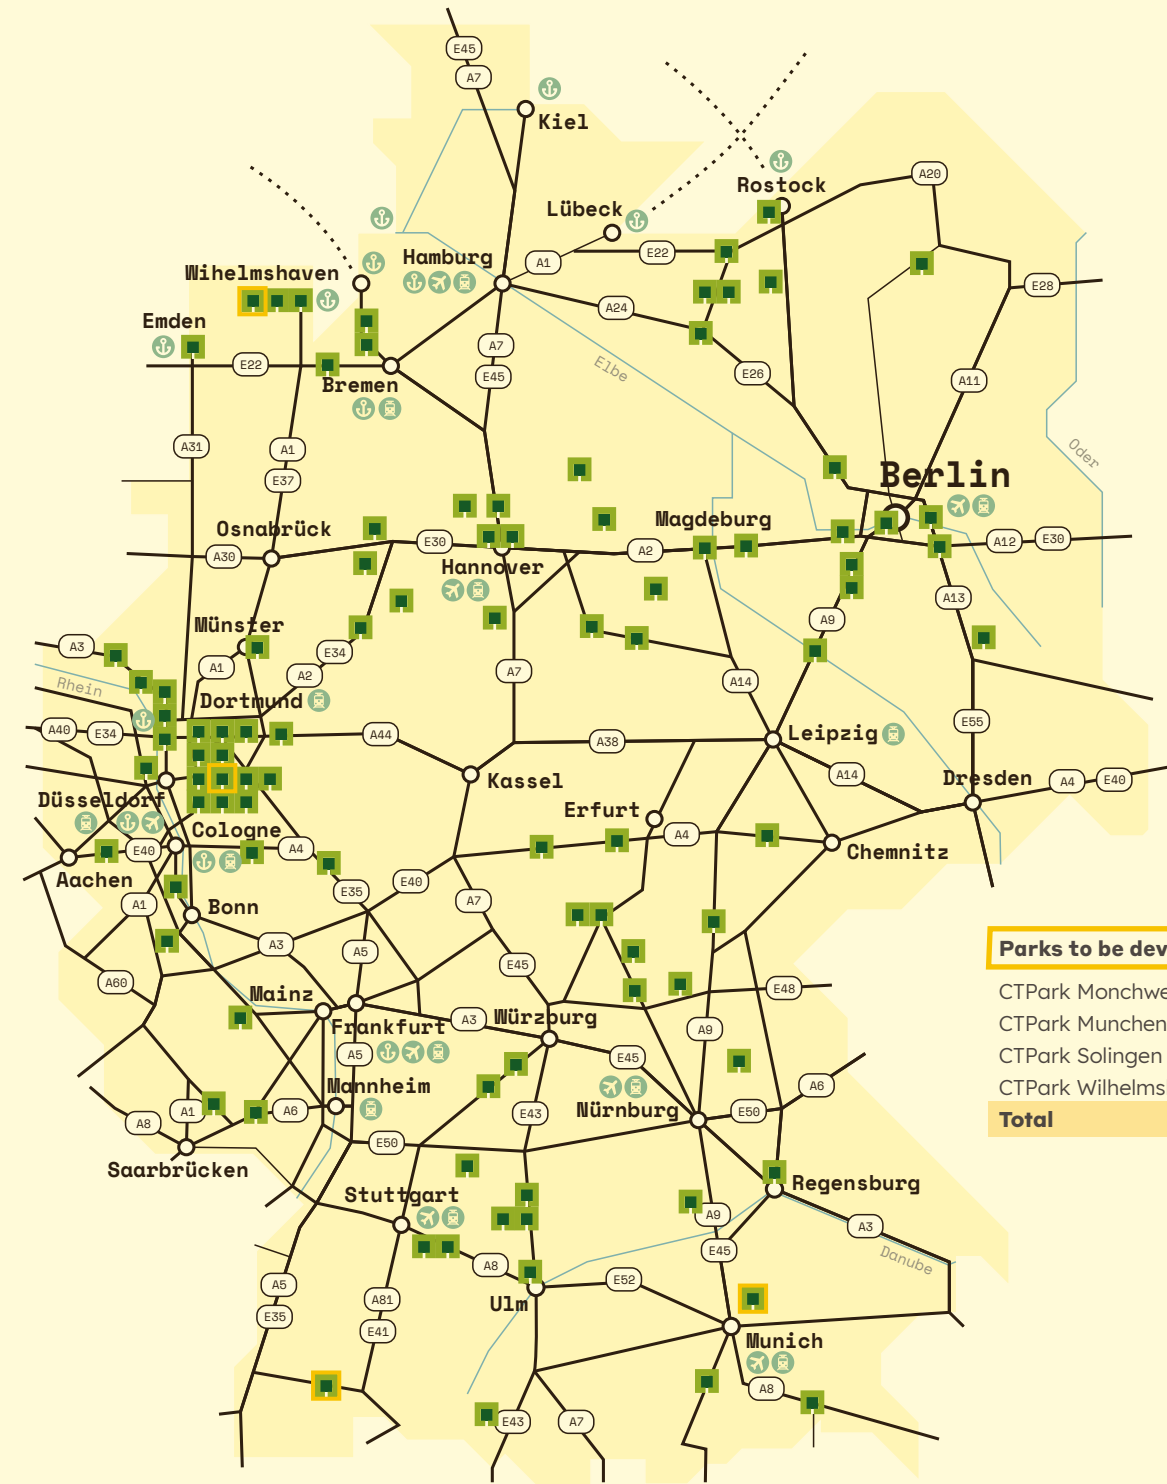 E45
A7
Kiel
A20
Rostock
Lübeck
E22
A1
Hamburg
Wihelmshaven
E28
A24
Emden
A7
E22
Elbe
E26
E45
A11
Bremen
A31
A1
Oder
E37
Berlin
Magdeburg
Osnabrück
E30
A2
A12
E30
A30
Hannover
A13
A9
Münster
A3
E34
A1
A7
A2
A14
Rhein
Dortmund
E55
A40
E34
A44
A38
Leipzig
A14
Dresden
A4
E40
Kassel
Düsseldorf
Erfurt
Cologne
A4
E40
A4
Chemnitz
Aachen
E40
E35
A1
Bonn
A7
A3
A5
Parks to be dev
E45
A60
CTPark Monchwe
E48
Mainz
A3
Würzburg
CTPark Munchen
Frankfurt
A9
A5
E45
CTPark Solingen
Mannheim
A6
CTPark Wilhelms
A1
A6
E43
Nürnburg
E50
A8
Total
E50
Saarbrücken
Regensburg
Stuttgart
A9
A3
E45
Danube
A8
A5
E52
A81
Ulm
E35
E41
Munich
A8
E43
A7